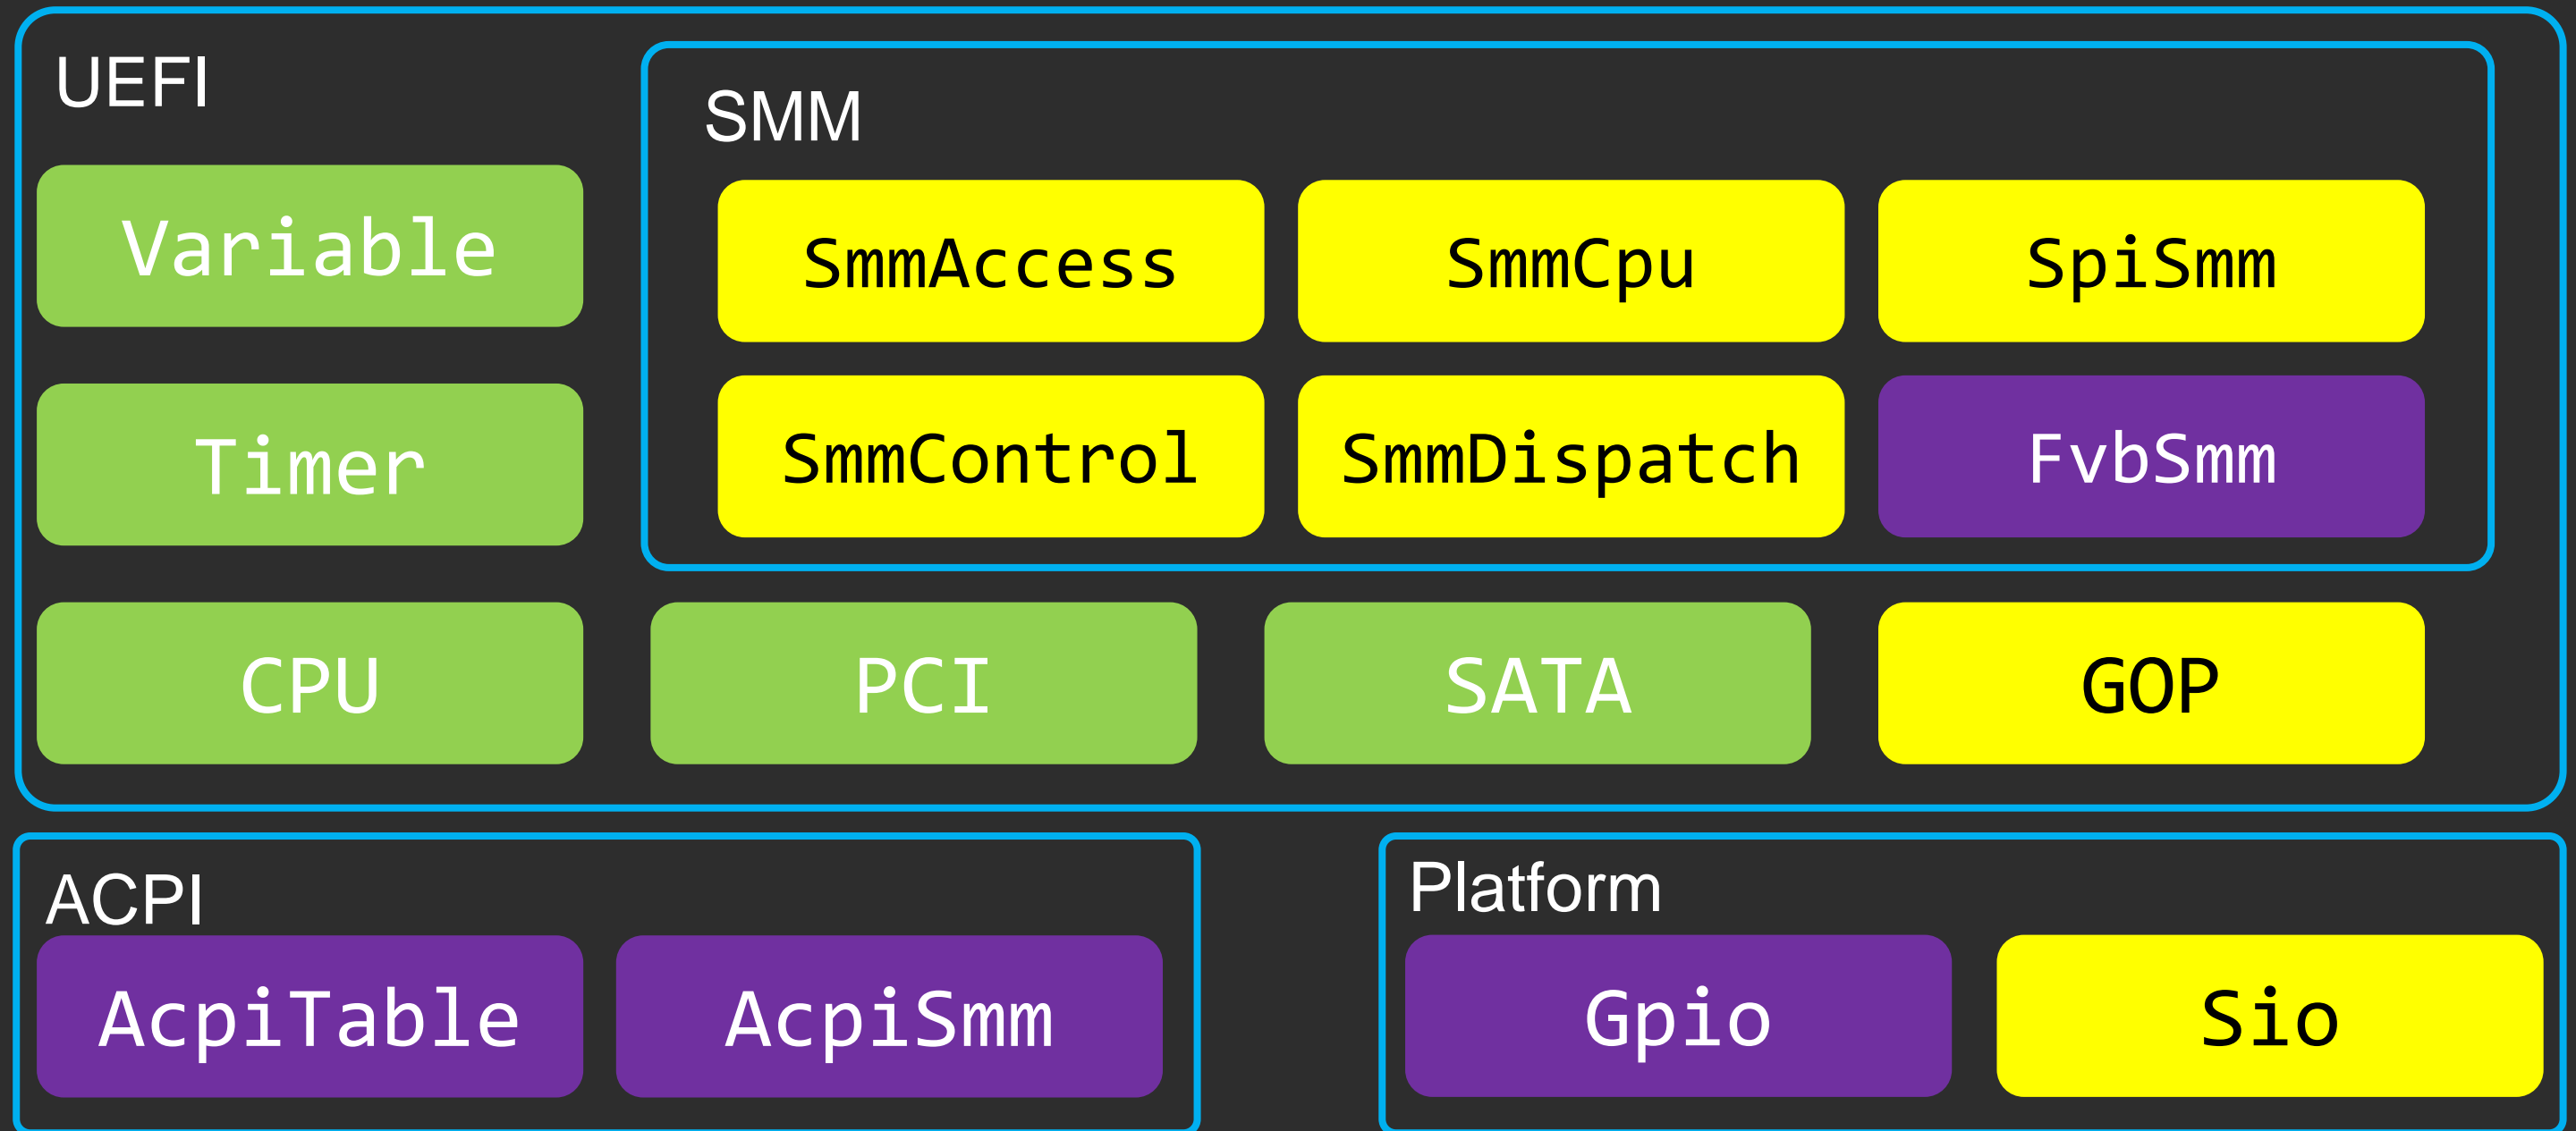 UEFI
SMM
Variable
SmmAccess
SmmCpu
SpiSmm
Timer
SmmControl
SmmDispatch
FvbSmm
CPU
PCI
SATA
GOP
ACPI
Platform
AcpiTable
AcpiSmm
Gpio
Sio